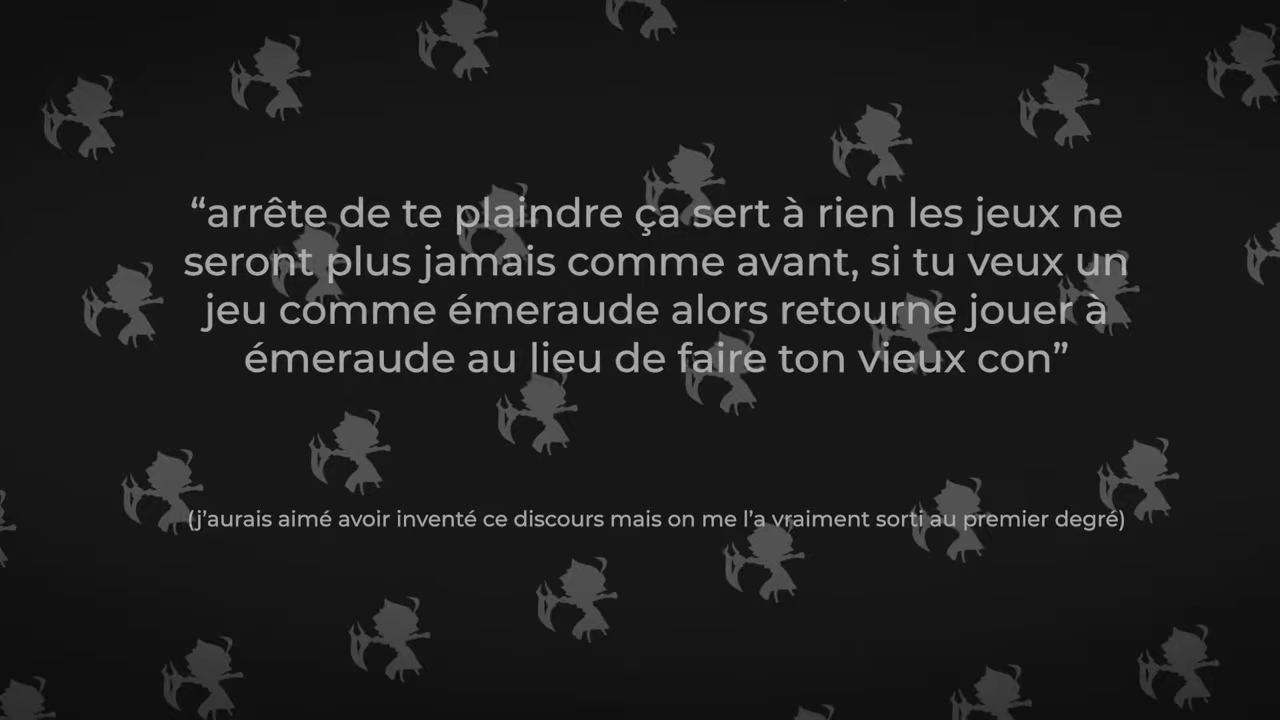 “arrête de te plaindre ça sert à rien les jeux ne
seront plus jamais comme avant, si tu veux un
jeu comme émeraude alors retourne jouer à
émeraude au lieu de faire ton vieux con”
(j’aurais aimé avoir inventé ce discours mais on me l’a vraiment sorti au premier degré)